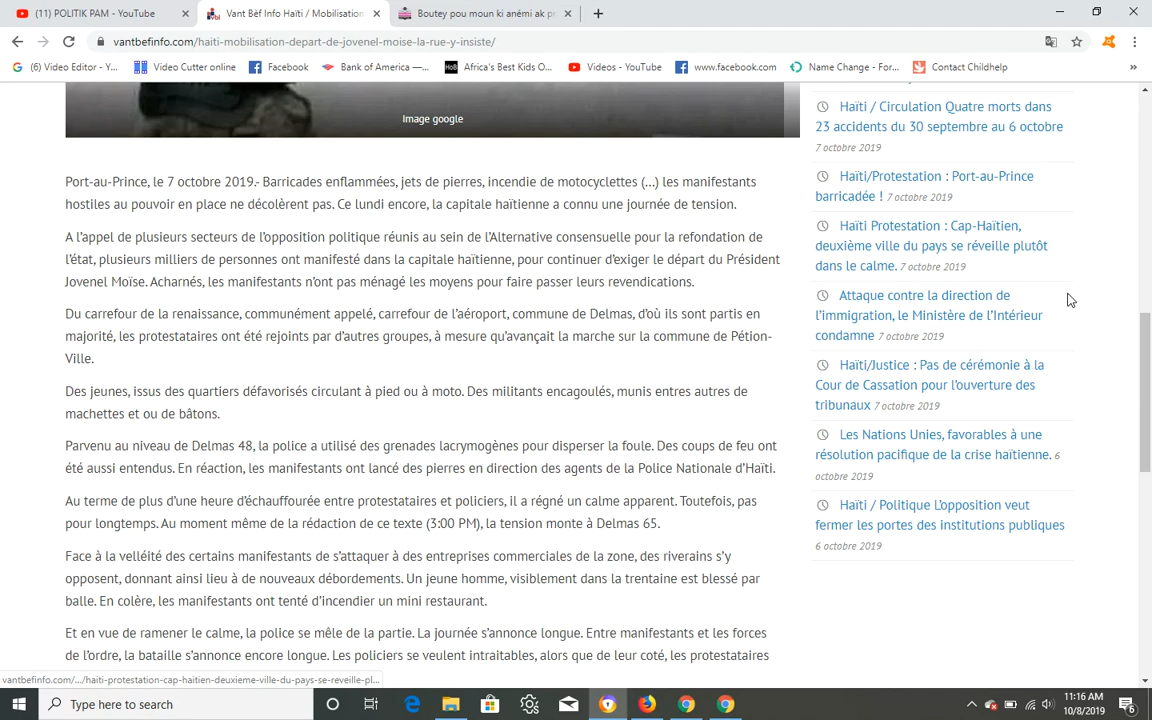 (11) POLITIK PAM - YouTube
Vant Bèf Info Haïti / Mobilisation
Boutey pou moun ki anémi ak pr
vantbefinfo.com/haiti-mobilisation-depart-de-jovenel-moise-la-rue-y-insiste/
(6) Video Editor - Y...
Video Cutter online
Facebook
Bank of America —...
Africa's Best Kids O...
Videos - YouTube
www.facebook.com
Name Change - For...
Contact Childhelp
»
Image google
Port-au-Prince, le 7 octobre 2019.- Barricades enflammées, jets de pierres, incendie de motocyclettes (...) les manifestants
hostiles au pouvoir en place ne décolèrent pas. Ce lundi encore, la capitale haïtienne a connu une journée de tension.
A l'appel de plusieurs secteurs de l'opposition politique réunis au sein de l'Alternative consensuelle pour la refondation de
l'état, plusieurs milliers de personnes ont manifesté dans la capitale haïtienne, pour continuer d'exiger le départ du Président
Jovenel Moïse. Acharnés, les manifestants n'ont pas ménagé les moyens pour faire passer leurs revendications.
Du carrefour de la renaissance, communément appelé, carrefour de l'aéroport, commune de Delmas, d'où ils sont partis en
majorité, les protestataires ont été rejoints par d'autres groupes, à mesure qu'avançait la marche sur la commune de Pétion-
Ville.
Des jeunes, issus des quartiers défavorisés circulant à pied ou à moto. Des militants encagoulés, munis entres autres de
machettes et ou de bâtons.
Parvenu au niveau de Delmas 48, la police a utilisé des grenades lacrymogènes pour disperser la foule. Des coups de feu ont
été aussi entendus. En réaction, les manifestants ont lancé des pierres en direction des agents de la Police Nationale d'Haïti.
Au terme de plus d'une heure d'échauffourée entre protestataires et policiers, il a régné un calme apparent. Toutefois, pas
pour longtemps. Au moment même de la rédaction de ce texte (3:00 PM), la tension monte à Delmas 65.
Face à la velléité des certains manifestants de s'attaquer à des entreprises commerciales de la zone, des riverains s'y
opposent, donnant ainsi lieu à de nouveaux débordements. Un jeune homme, visiblement dans la trentaine est blessé par
balle. En colère, les manifestants ont tenté d'incendier un mini restaurant.
Et en vue de ramener le calme, la police se mêle de la partie. La journée s'annonce longue. Entre manifestants et les forces
de l'ordre, la bataille s'annonce encore longue. Les policiers se veulent intraitables, alors que de leur coté, les protestataires
Haïti / Circulation Quatre morts dans
23 accidents du 30 septembre au 6 octobre
7 octobre 2019
Haïti/Protestation : Port-au-Prince
barricadée ! 7 octobre 2019
Haïti Protestation : Cap-Haïtien,
deuxième ville du pays se réveille plutôt
dans le calme. 7 octobre 2019
Attaque contre la direction de
l'immigration, le Ministère de l'Intérieur
condamne 7 octobre 2019
Haïti/Justice : Pas de cérémonie à la
Cour de Cassation pour l'ouverture des
tribunaux 7 octobre 2019
Les Nations Unies, favorables à une
résolution pacifique de la crise haïtienne. 6
octobre 2019
Haïti / Politique L'opposition veut
fermer les portes des institutions publiques
6 octobre 2019
vantbefinfo.com/.../haiti-protestation-cap-haitien-deuxieme-ville-du-pays-se-reveille-pl...
Type here to search
11:16 AM
10/8/2019
6